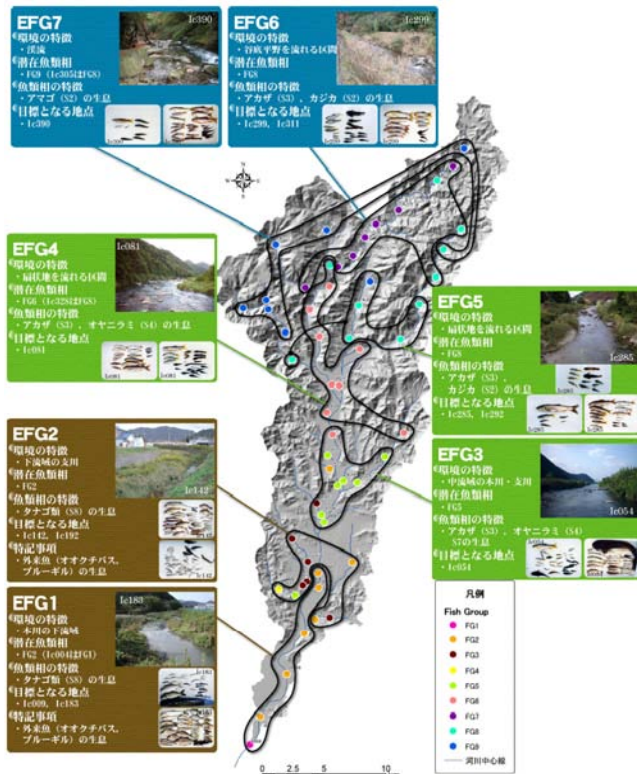 EFG7
Ic390
環境の特徴
・渓流
潜在魚類相
・FG9（Ic305はFG8）
魚類相の特徴
・アマゴ（S2）の生息
目標となる地点
・Ic390
EFG6
Ic299
環境の特徴
・谷底平野を流れる区間
潜在魚類相
・FG8
魚類相の特徴
・アカザ（S3），カジカ（S2）の生息
目標となる地点
・Ic299, Ic311
EFG4
Ic081
環境の特徴
・扇状地を流れる区間
潜在魚類相
・FG6（Ic328はFG8）
魚類相の特徴
・アカザ（S3），オヤニラミ（S4）の生息
目標となる地点
・Ic081
Ic081
Ic081
EFG5
Ic285
環境の特徴
・扇状地を流れる区間
潜在魚類相
・FG8
魚類相の特徴
・アカザ（S3），
カジカ（S2）の生息
目標となる地点
・Ic285, Ic292
Ic285
Ic285
EFG2
Ic142
環境の特徴
・下流域の支川
潜在魚類相
・FG2
魚類相の特徴
・タナゴ類（S8）の生息
目標となる地点
・Ic142, Ic192
特記事項
・外来魚（オオクチバス，
ブルーギル）の生息
Ic142
EFG3
Ic054
環境の特徴
・中流域の本川・支川
潜在魚類相
・FG5
魚類相の特徴
・アカザ（S3），オヤニラミ（S4）
S7の生息
目標となる地点
・Ic054
EFG1
Ic183
環境の特徴
・本川の下流域
潜在魚類相
・FG2（Ic004はFG1）
魚類相の特徴
・タナゴ類（S8）の生息
目標となる地点
・Ic009, Ic183
特記事項
・外来魚（オオクチバス，
ブルーギル）の生息
凡例
Fish Group
FG1
FG2
FG3
FG4
FG5
FG6
FG7
FG8
FG9
河川中心線
0 2.5 5 10